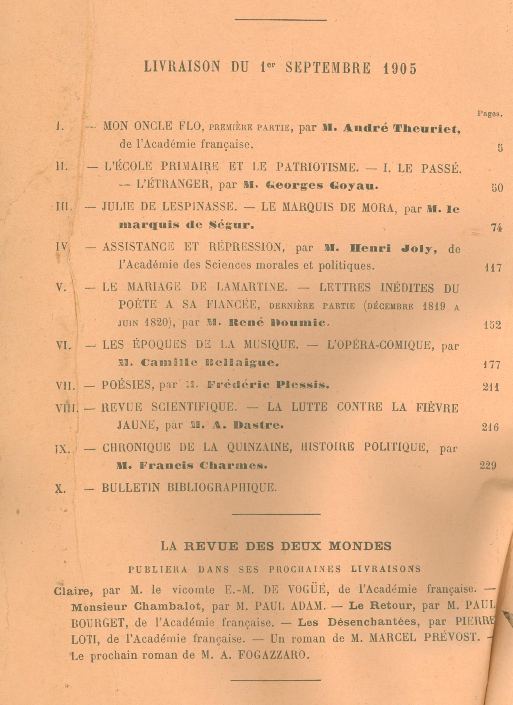 LIVRAISON DU 1er SEPTEMBRE 1905
Pages.
I. — MON ONCLE FLO, PREMIÈRE PARTIE, par M. André Theuriet,
de l'Académie française. 5
II. — L'ÉCOLE PRIMAIRE ET LE PATRIOTISME. — I. LE PASSÉ.
— L'ÉTRANGER, par M. Georges Goyau. 50
III. — JULIE DE LESPINASSE. — LE MARQUIS DE MORA, par M. le
marquis de Ségur. 74
IV. — ASSISTANCE ET RÉPRESSION, par M. Henri Joly, de
l'Académie des Sciences morales et politiques. 117
V. — LE MARIAGE DE LAMARTINE. — LETTRES INÉDITES DU
POÈTE A SA FIANCÉE, DERNIÈRE PARTIE (DÉCEMBRE 1819 A
JUIN 1820), par M. René Doumic. 152
VI. — LES ÉPOQUES DE LA MUSIQUE. — L'OPÉRA-COMIQUE, par
M. Camille Bellaigue. 177
VII. — POÉSIES, par M. Frédéric Plessis. 211
VIII. — REVUE SCIENTIFIQUE. — LA LUTTE CONTRE LA FIÈVRE
JAUNE, par M. A. Dastre. 216
IX. — CHRONIQUE DE LA QUINZAINE, HISTOIRE POLITIQUE, par
M. Francis Charmes. 229
X. — BULLETIN BIBLIOGRAPHIQUE.
LA REVUE DES DEUX MONDES
PUBLIERA DANS SES PROCHAINES LIVRAISONS
Claire, par M. le vicomte E.-M. DE VOGÜÉ, de l'Académie française. —
Monsieur Chambalot, par M. PAUL ADAM. — Le Retour, par M. PAUL
BOURGET, de l'Académie française. — Les Désenchantées, par PIERRE
LOTI, de l'Académie française. — Un roman de M. MARCEL PRÉVOST. —
Le prochain roman de M. A. FOGAZZARO.